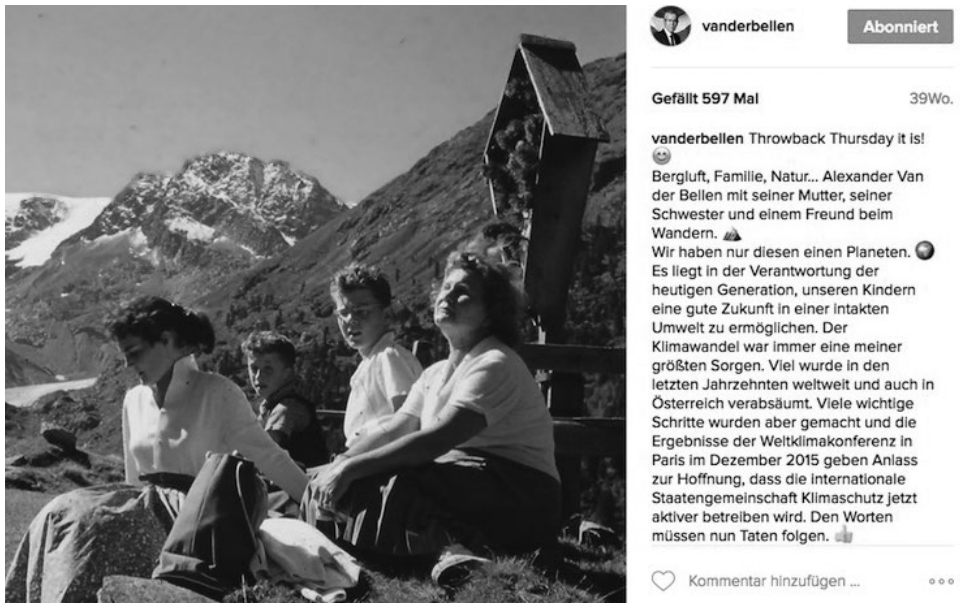 vanderbellen
Abonniert
Gefällt 597 Mal
39Wo.
vanderbellen Throwback Thursday it is!
😊
Bergluft, Familie, Natur... Alexander Van
der Bellen mit seiner Mutter, seiner
Schwester und einem Freund beim
Wandern. 🏔
Wir haben nur diesen einen Planeten. 🌍
Es liegt in der Verantwortung der
heutigen Generation, unseren Kindern
eine gute Zukunft in einer intakten
Umwelt zu ermöglichen. Der
Klimawandel war immer eine meiner
größten Sorgen. Viel wurde in den
letzten Jahrzehnten weltweit und auch in
Österreich verabsäumt. Viele wichtige
Schritte wurden aber gemacht und die
Ergebnisse der Weltklimakonferenz in
Paris im Dezember 2015 geben Anlass
zur Hoffnung, dass die internationale
Staatengemeinschaft Klimaschutz jetzt
aktiver betreiben wird. Den Worten
müssen nun Taten folgen. 👍
Kommentar hinzufügen ...